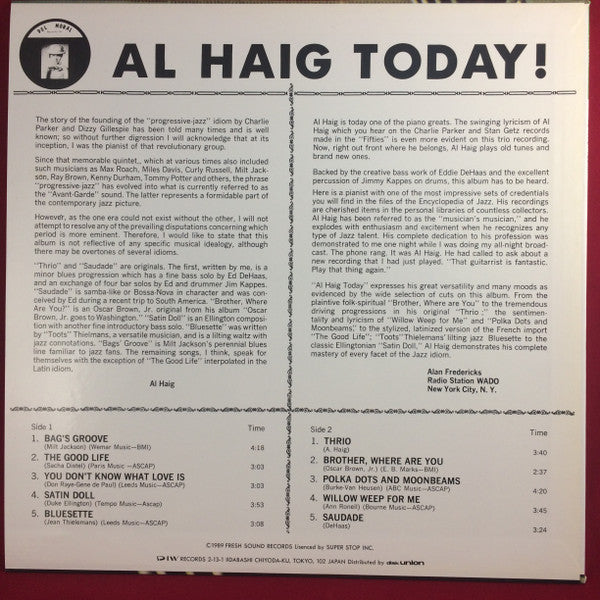 DEL MORAL
AL HAIG TODAY!
The story of the founding of the "progressive-jazz" idiom by Charlie
Parker and Dizzy Gillespie has been told many times and is well
known; so without further digression I will acknowledge that at its
inception, I was the pianist of that revolutionary group.
Since that memorable quintet,, which at various times also included
such musicians as Max Roach, Miles Davis, Curly Russell, Milt Jack-
son, Ray Brown, Kenny Durham, Tommy Potter and others, the phrase
"progressive-jazz" has evolved into what is currently referred to as
the "Avant-Garde" sound. The latter represents a formidable part of
the contemporary jazz picture.
However, as the one era could not exist without the other, I will not
attempt to resolve any of the prevailing disputations concerning which
period is more eminent. Therefore, I would like to state that this
album is not reflective of any specific musical idealogy, although
there may be overtones of several idioms.
"Thrio" and "Saudade" are originals. The first, written by me, is a
minor blues progression which has a fine bass solo by Ed DeHaas,
and an exchange of four bar solos by Ed and drummer Jim Kappes.
"Saudade" is samba-like or Bossa-Nova in character and was con-
ceived by Ed during a recent trip to South America. "Brother, Where
Are You?" is an Oscar Brown, Jr. original from his album "Oscar
Brown, Jr. goes to Washington." "Satin Doll" is an Ellington composi-
tion with another fine introductory bass solo. "Bluesette" was written
by "Toots" Thielemans, a versatile musician, and is a lilting waltz with
jazz connotations. "Bags' Groove" is Milt Jackson's perennial blues
line familiar to jazz fans. The remaining songs, I think, speak for
themselves with the exception of "The Good Life" interpolated in the
Latin idiom,
Al Haig
Al Haig is today one of the piano greats. The swinging lyricism of Al
Haig which you hear on the Charlie Parker and Stan Getz records
made in the "Fifties" is even more evident on this trio recording.
Now, right out front where he belongs, Al Haig plays old tunes and
brand new ones.
Backed by the creative bass work of Eddie DeHaas and the excellent
percussion of Jimmy Kappes on drums, this album has to be heard.
Here is a pianist with one of the most impressive sets of credentials
you will find in the files of the Encyclopedia of Jazz. His recordings
are cherished items in the personal libraries of countless collectors.
Al Haig has been referred to as the "musician's musician," and he
explodes with enthusiasm and excitement when he recognizes any
type of Jazz talent. His complete dedication to his profession was
demonstrated to me one night while I was doing my all-night broad-
cast. The phone rang. It was Al Haig. He had called to ask about a
new recording that I had just played. "That guitarrist is fantastic.
Play that thing again."
"Al Haig Today" expresses his great versatility and many moods as
evidenced by the wide selection of cuts on this album. From the
plaintive folk-spiritual "Brother, Where are You" to the tremendous
driving progressions in his original "Thrio;" the sentimen-
tality and lyricism of "Willow Weep for Me" and "Polka Dots and
Moonbeams;" to the stylized, latinized version of the French import
"The Good Life"; "Toots" Thielemans' lilting jazz Bluesette to the
classic Ellingtonian "Satin Doll," Al Haig demonstrates his complete
mastery of every facet of the Jazz idiom.
Alan Fredericks
Radio Station WADO
New York City, N. Y.
Side 1 Time
1. BAG'S GROOVE
(Milt Jackson) (Wemar Music—BMI) 4:18
2. THE GOOD LIFE
(Sacha Distel) (Paris Music —ASCAP) 3:03
3. YOU DON'T KNOW WHAT LOVE IS
(Don Raye-Gene de Paul) (Leeds Music—ASCAP) 3:03
4. SATIN DOLL
(Duke Ellington) (Tempo Music—Ascap) 3:53
5. BLUESETTE
(Jean Thielemans) (Leeds Music—ASCAP) 3:08
Side 2 Time
1. THRIO
(A. Haig) 3:40
2. BROTHER, WHERE ARE YOU
(Oscar Brown, Jr.) (E. B. Marks—BMI) 2:37
3. POLKA DOTS AND MOONBEAMS
(Burke-Van Housen) (ABC Music—ASCAP) 4:20
4. WILLOW WEEP FOR ME
(Ann Ronell) (Bourne Music—ASCAP) 3:45
5. SAUDADE
(DeHaas) 3:24
©1989 FRESH SOUND RECORDS Liscenced by SUPER STOP INC.
DIW RECORDS 2-13-1 IIDABASHI CHIYODA-KU, TOKYO, 102 JAPAN Distributed by disk union